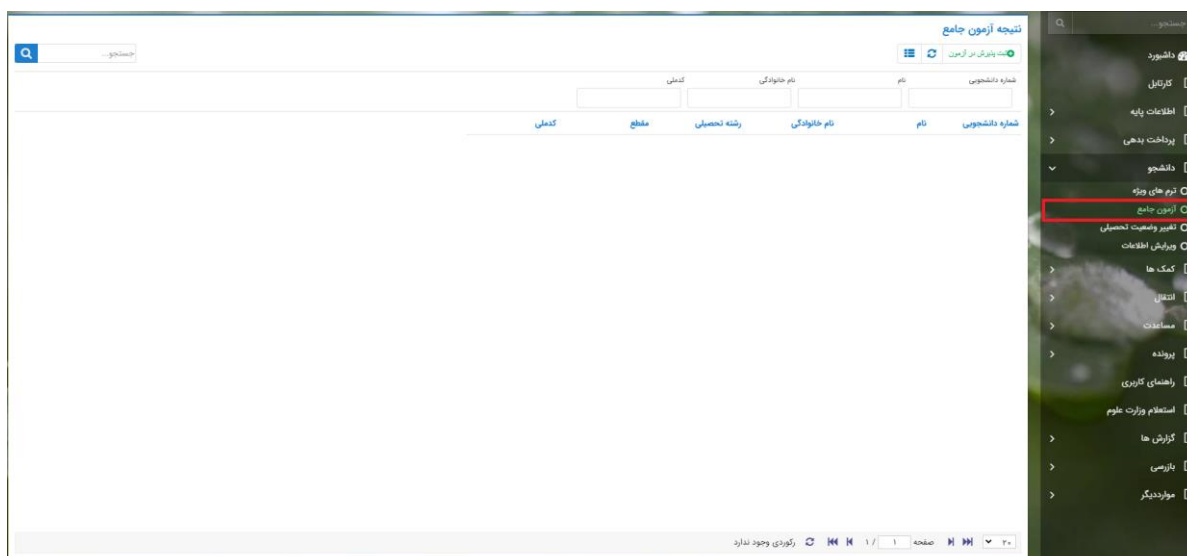 جستجو...
داشبورد
کارتابل
اطلاعات پایه
پرداخت بدهی
دانشجو
ترم های ویژه
آزمون جامع
تغییر وضعیت تحصیلی
ویرایش اطلاعات
کمک ها
انتقال
مساعدت
پرونده
راهنمای کاربری
استعلام وزارت علوم
گزارش ها
بازرسی
مواردديگر
نتیجه آزمون جامع
ثبت پذیرش در آزمون
جستجو...
شماره دانشجویی نام نام خانوادگی کدملی
شماره دانشجویی نام نام خانوادگی رشته تحصیلی مقطع کدملی
۲۰ صفحه ۱ / ۱ رکوردی وجود ندارد